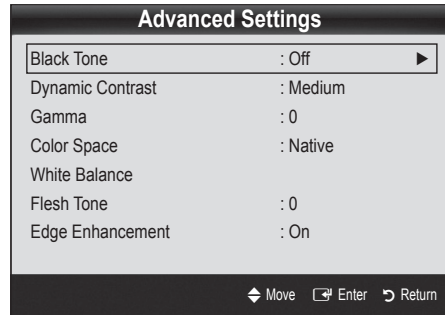 Advanced Settings
Black Tone : Off ▶
Dynamic Contrast : Medium
Gamma : 0
Color Space : Native
White Balance
Flesh Tone : 0
Edge Enhancement : On
Move Enter Return